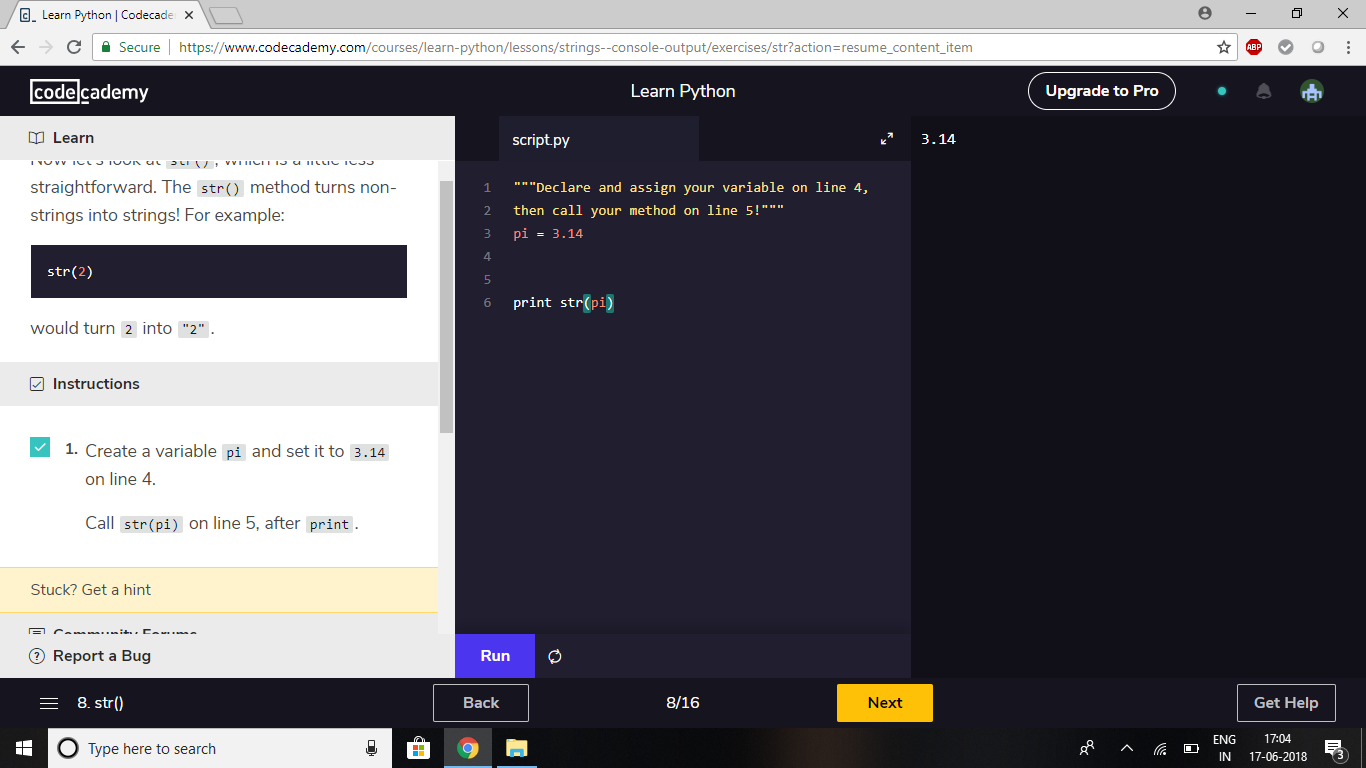 Learn Python | Codecade
Secure
https://www.codecademy.com/courses/learn-python/lessons/strings--console-output/exercises/str?action=resume_content_item
ABP
codecademy
Learn Python
Upgrade to Pro
Learn
Now let's look at str(), which is a little less
straightforward. The str() method turns non-
strings into strings! For example:
str(2)
would turn 2 into "2".
Instructions
1. Create a variable pi and set it to 3.14
on line 4.
Call str(pi) on line 5, after print.
Stuck? Get a hint
Community Forums
Report a Bug
script.py
1 """Declare and assign your variable on line 4,
2 then call your method on line 5!"""
3 pi = 3.14
4
5
6 print str(pi)
Run
3.14
8. str()
Back
8/16
Next
Get Help
Type here to search
ENG
IN
17:04
17-06-2018
3